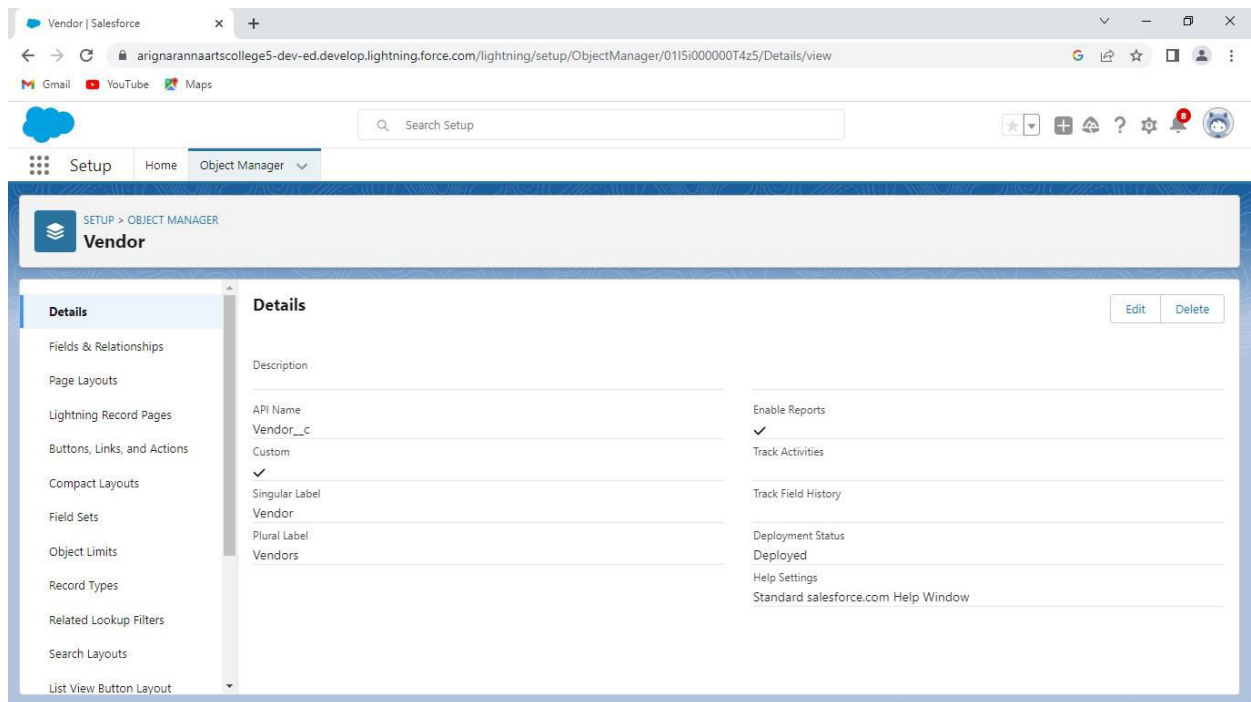 Vendor | Salesforce
arignarannaartscollege5-dev-ed.develop.lightning.force.com/lightning/setup/ObjectManager/01I5i000000T4z5/Details/view
Gmail YouTube Maps
Search Setup
8
Setup Home Object Manager
SETUP > OBJECT MANAGER
Vendor
Details
Fields & Relationships
Page Layouts
Lightning Record Pages
Buttons, Links, and Actions
Compact Layouts
Field Sets
Object Limits
Record Types
Related Lookup Filters
Search Layouts
List View Button Layout
Details
Edit Delete
Description
API Name
Vendor__c
Custom
Singular Label
Vendor
Plural Label
Vendors
Enable Reports
Track Activities
Track Field History
Deployment Status
Deployed
Help Settings
Standard salesforce.com Help Window